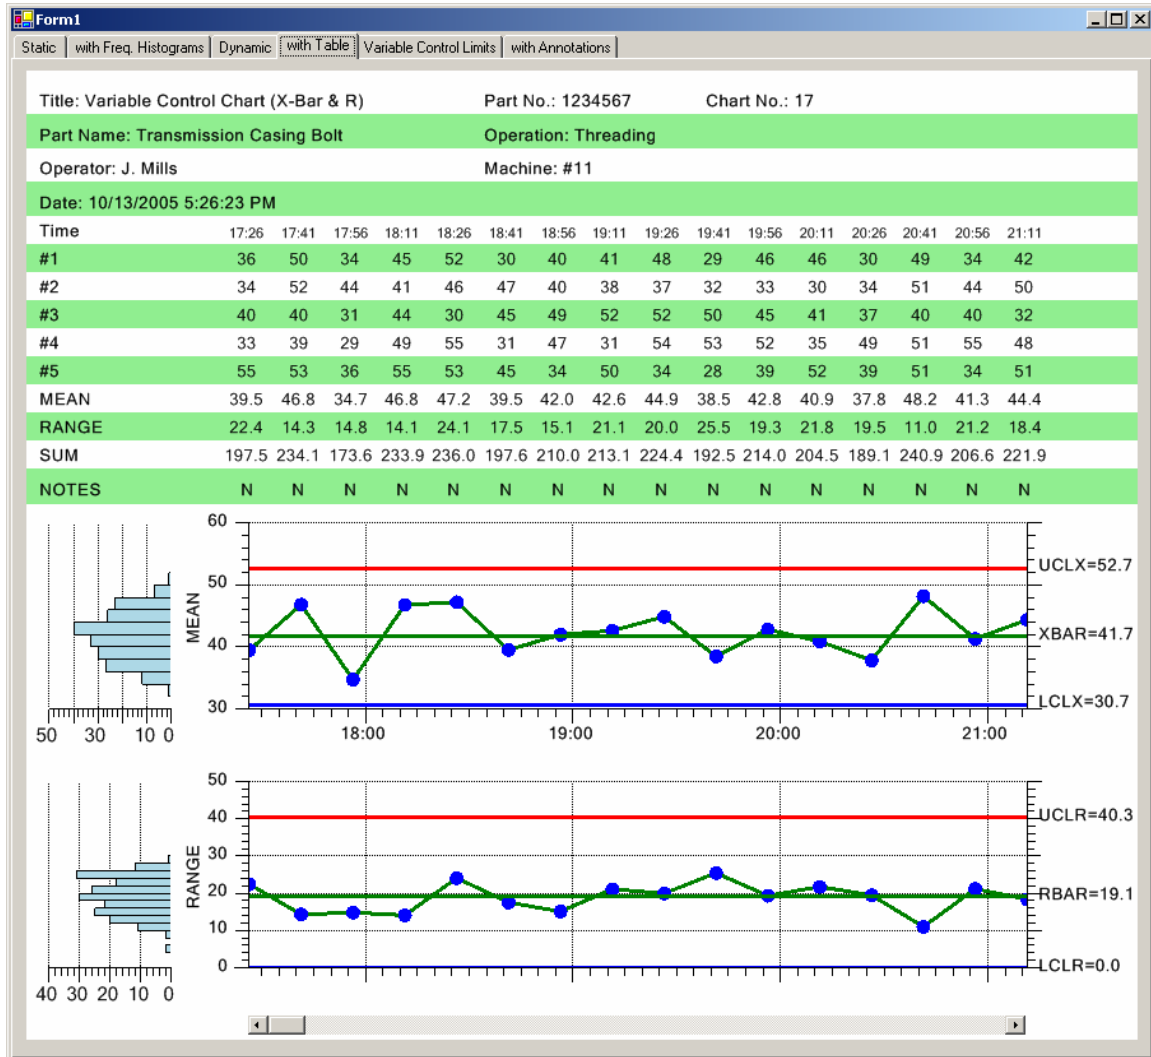 Form1
Static with Freq. Histograms Dynamic with Table Variable Control Limits with Annotations
Title: Variable Control Chart (X-Bar & R) Part No.: 1234567 Chart No.: 17
Part Name: Transmission Casing Bolt Operation: Threading
Operator: J. Mills Machine: #11
Date: 10/13/2005 5:26:23 PM
Time 17:26 17:41 17:56 18:11 18:26 18:41 18:56 19:11 19:26 19:41 19:56 20:11 20:26 20:41 20:56 21:11
#1 36 50 34 45 52 30 40 41 48 29 46 46 30 49 34 42
#2 34 52 44 41 46 47 40 38 37 32 33 30 34 51 44 50
#3 40 40 31 44 30 45 49 52 52 50 45 41 37 40 40 32
#4 33 39 29 49 55 31 47 31 54 53 52 35 49 51 55 48
#5 55 53 36 55 53 45 34 50 34 28 39 52 39 51 34 51
MEAN 39.5 46.8 34.7 46.8 47.2 39.5 42.0 42.6 44.9 38.5 42.8 40.9 37.8 48.2 41.3 44.4
RANGE 22.4 14.3 14.8 14.1 24.1 17.5 15.1 21.1 20.0 25.5 19.3 21.8 19.5 11.0 21.2 18.4
SUM 197.5 234.1 173.6 233.9 236.0 197.6 210.0 213.1 224.4 192.5 214.0 204.5 189.1 240.9 206.6 221.9
NOTES N N N N N N N N N N N N N N N N
60
UCLX=52.7
50
MEAN
XBAR=41.7
40
30
LCLX=30.7
50 30 10 0
18:00 19:00 20:00 21:00
50
40
UCLR=40.3
30
RANGE
20
RBAR=19.1
10
0
LCLR=0.0
40 30 20 10 0